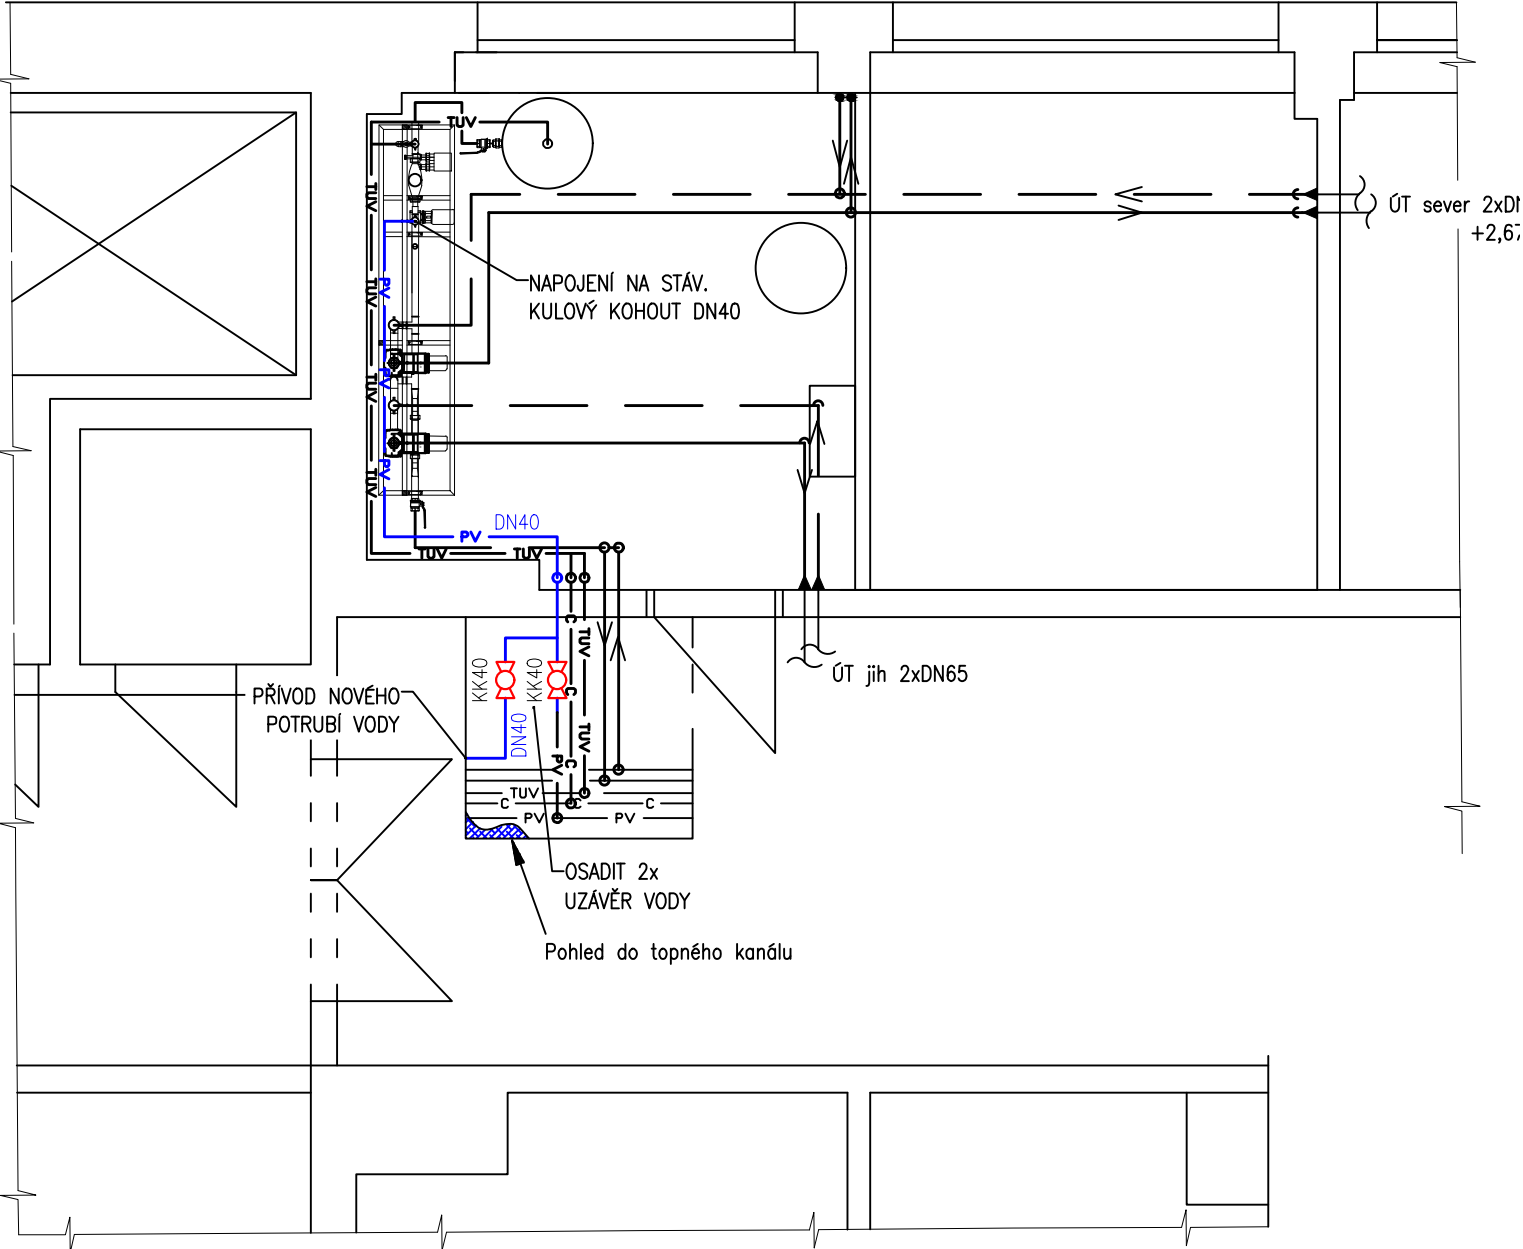 TUV
TUV
ÚT sever 2xDN
+2,67
NAPOJENÍ NA STÁV.
KULOVÝ KOHOUT DN40
PV
TUV
PV
TUV
PV
TUV
DN40
PV
TUV
TUV
C
TUV
KK40
KK40
C
ÚT jih 2xDN65
PŘÍVOD NOVÉHO
POTRUBÍ VODY
DN40
TUV
PV
C
TUV
C
C
C
PV
PV
OSADIT 2x
UZÁVĚR VODY
Pohled do topného kanálu